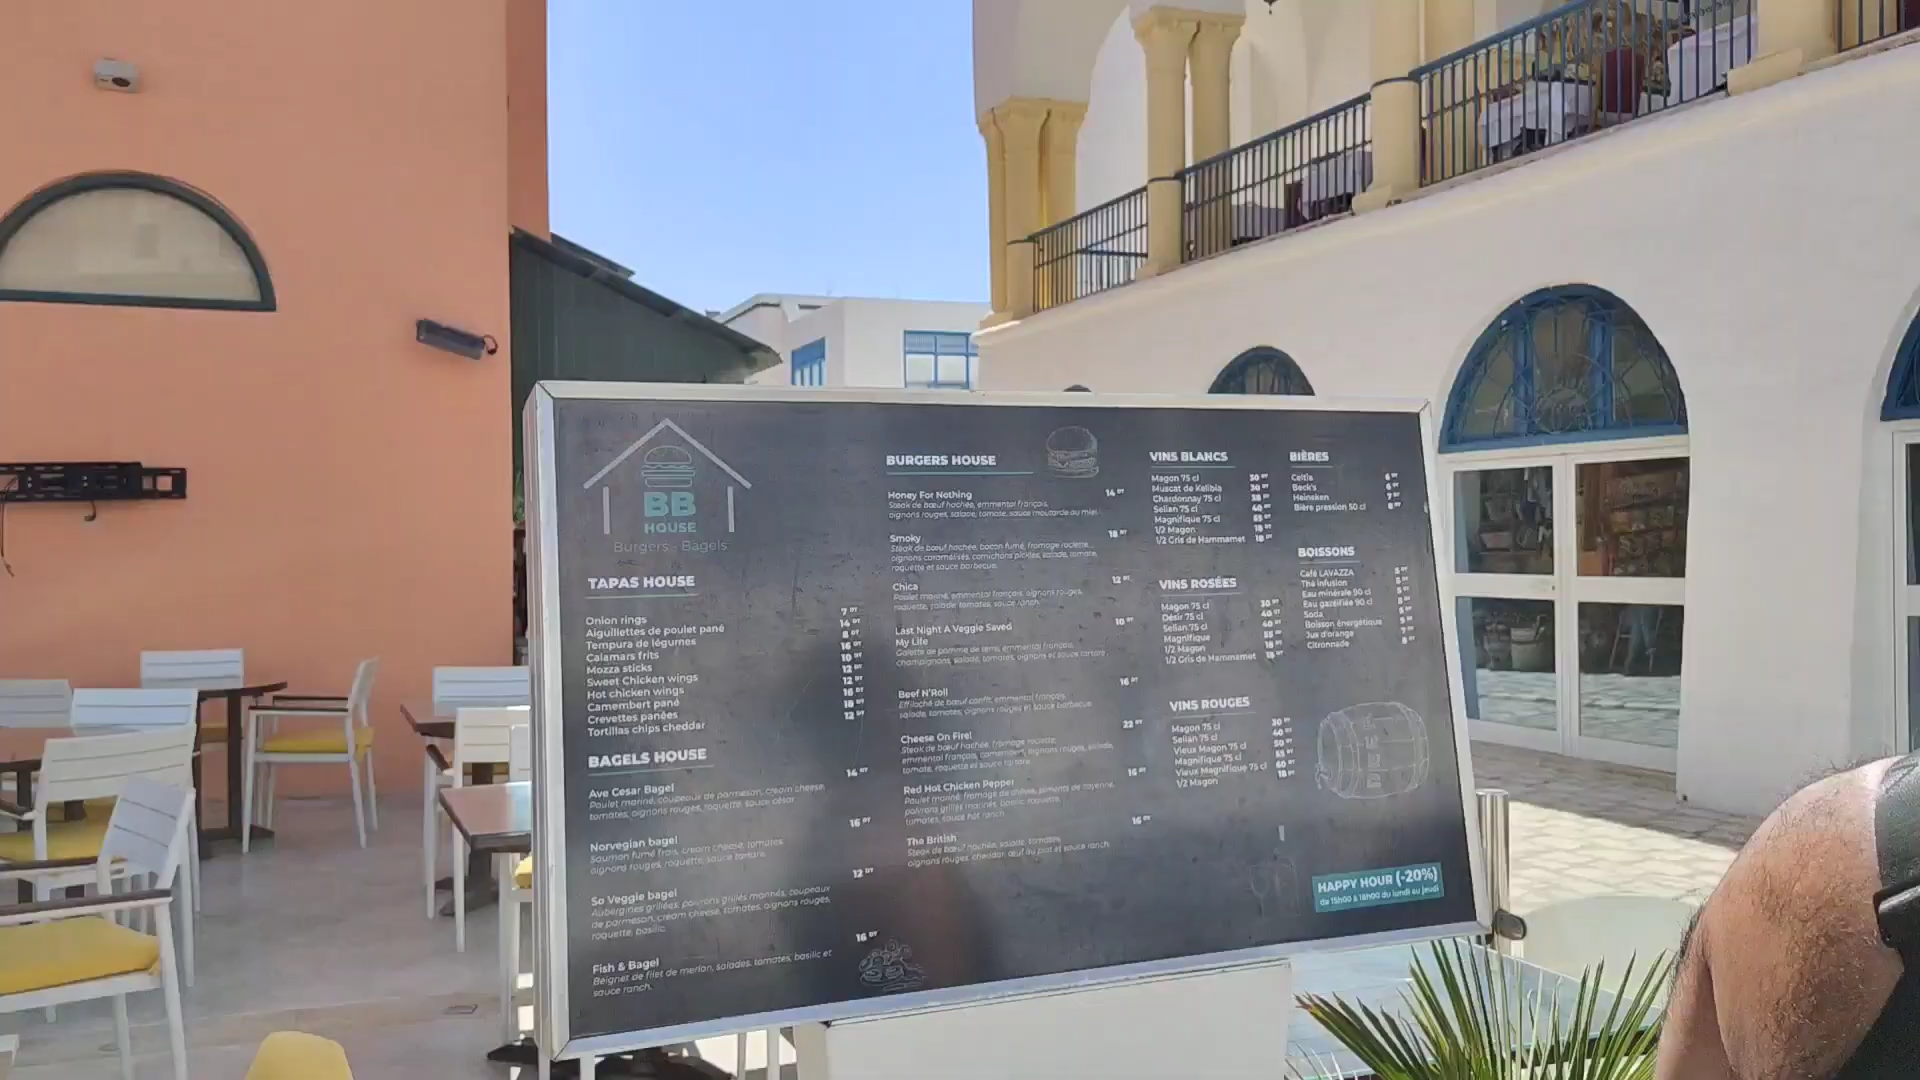 BB
HOUSE
Burgers - Bagels
TAPAS HOUSE
Onion rings 7 DT
Aiguillettes de poulet pané 14 DT
Tempura de légumes 8 DT
Calamars frits 16 DT
Mozza sticks 10 DT
Sweet Chicken wings 12 DT
Hot chicken wings 12 DT
Camembert pané 16 DT
Crevettes panées 18 DT
Tortillas chips cheddar 12 DT
BAGELS HOUSE
Ave Cesar Bagel 14 DT
Poulet mariné, coupeaux de parmesan, cream cheese,
tomates, oignons rouges, roquette sauce césar
Norvegian bagel 16 DT
Saumon fumé frais, cream cheese, tomates,
oignons rouges, roquette, sauce tartare.
So Veggie bagel 12 DT
Aubergines grillées, poivrons grillés marinés, coupeaux
de parmesan, cream cheese, tomates, oignons rouges,
roquette, basilic.
Fish & Bagel 16 DT
Beignet de filet de merlan, salades, tomates, basilic et
sauce ranch.
BURGERS HOUSE
Honey For Nothing 14 DT
Steak de bœuf hachée, emmental français,
oignons rouges, salade, tomate, sauce moutarde au miel
Smoky 18 DT
Steak de bœuf hachée, bacon fumé, fromage raclette,
oignons caramélisés, cornichons pickles, salade, tomate,
roquette et sauce barbecue.
Chica 12 DT
Poulet mariné, emmental français, oignons rouges,
roquette, salade tomates, sauce ranch.
Last Night A Veggie Saved 10 DT
My Life
Galette de pomme de terre, emmental français,
champignons, salade, tomates, oignons et sauce tartare.
Beef N'Roll 16 DT
Effiloché de bœuf confit, emmental français,
salade, tomates, oignons rouges et sauce barbecue.
Cheese On Fire! 22 DT
Steak de bœuf hachée, fromage raclette,
emmental français, camembert, oignons rouges, salade,
tomate, roquette et sauce tartare.
Red Hot Chicken Pepper 16 DT
Poulet mariné, fromage de chèvre, piments de cayenne,
poivrons grillés marinés, basilic, roquette,
tomates, sauce hot ranch.
The British 16 DT
Steak de bœuf hachée, salade, tomates,
oignons rouges, cheddar, œuf au plat et sauce ranch.
VINS BLANCS
Magon 75 cl 30 DT
Muscat de Kelibia 30 DT
Chardonnay 75 cl 38 DT
Selian 75 cl 40 DT
Magnifique 75 cl 55 DT
1/2 Magon 18 DT
1/2 Gris de Hammamet 18 DT
VINS ROSÉES
Magon 75 cl 30 DT
Désir 75 cl 40 DT
Selian 75 cl 40 DT
Magnifique 55 DT
1/2 Magon 18 DT
1/2 Gris de Hammamet 18 DT
VINS ROUGES
Magon 75 cl 30 DT
Selian 75 cl 40 DT
Vieux Magon 75 cl 50 DT
Magnifique 75 cl 55 DT
Vieux Magnifique 75 cl 60 DT
1/2 Magon 18 DT
BIÈRES
Celtia 6 DT
Beck's 6 DT
Heineken 7 DT
Bière pression 50 cl 8 DT
BOISSONS
Café LAVAZZA 5 DT
Thé infusion
Eau minérale 90 cl
Eau gazéifiée 90 cl
Soda
Boisson énergétique
Jus d'orange 7 DT
Citronnade
BEER
HAPPY HOUR (-20%)
de 15h00 à 18h00 du lundi au jeudi